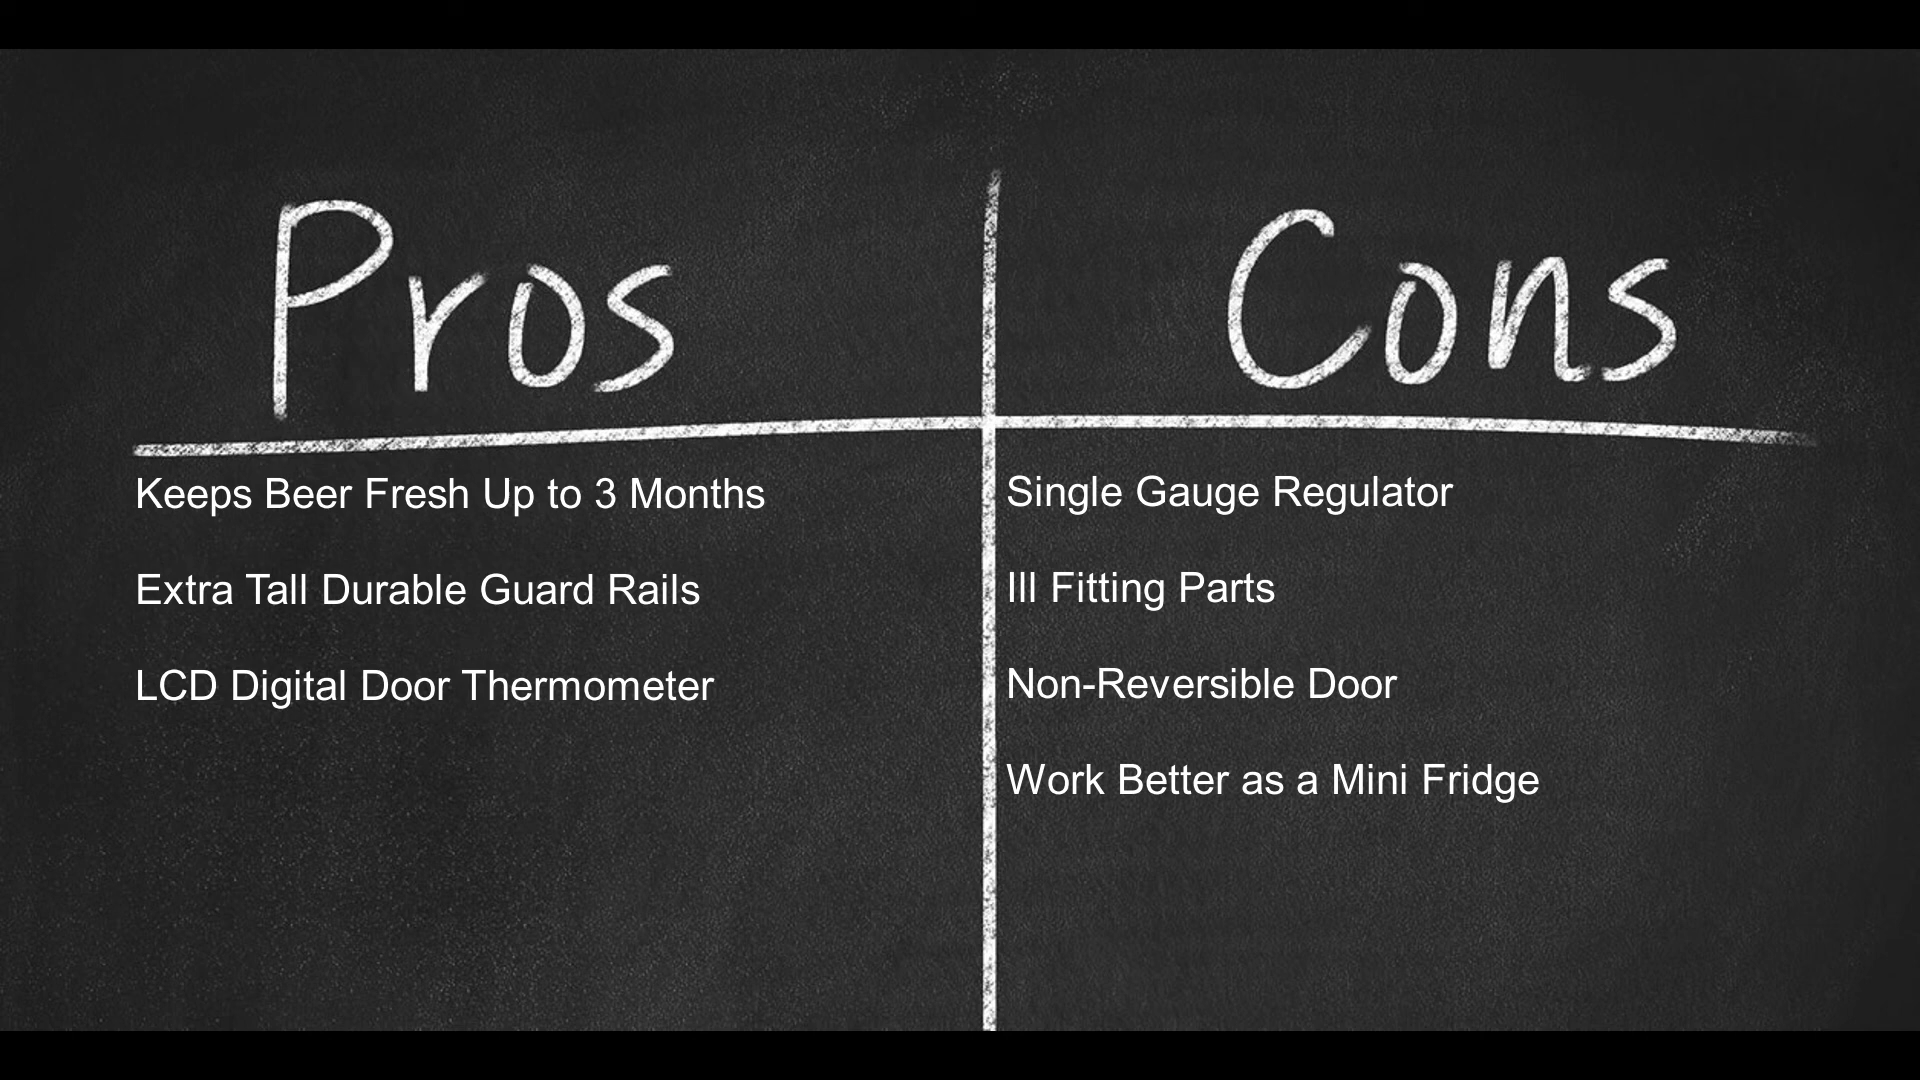 Pros
Cons
Keeps Beer Fresh Up to 3 Months
Extra Tall Durable Guard Rails
LCD Digital Door Thermometer
Single Gauge Regulator
Ill Fitting Parts
Non-Reversible Door
Work Better as a Mini Fridge